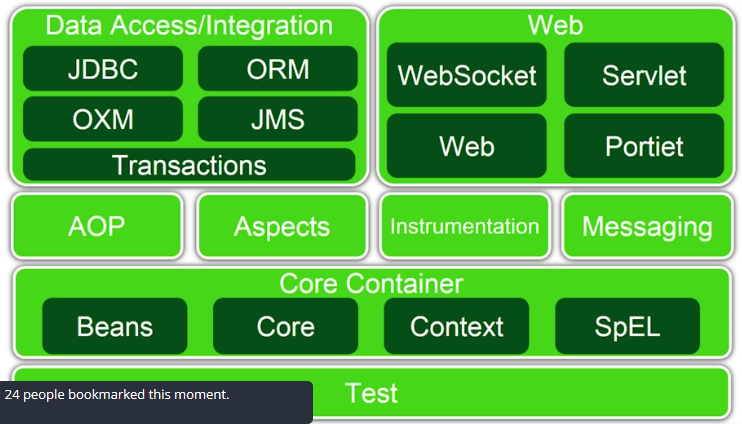 Data Access/Integration
JDBC
ORM
OXM
JMS
Transactions
Web
WebSocket
Servlet
Web
Portiet
AOP
Aspects
Instrumentation
Messaging
Core Container
Beans
Core
Context
SpEL
Test
24 people bookmarked this moment.